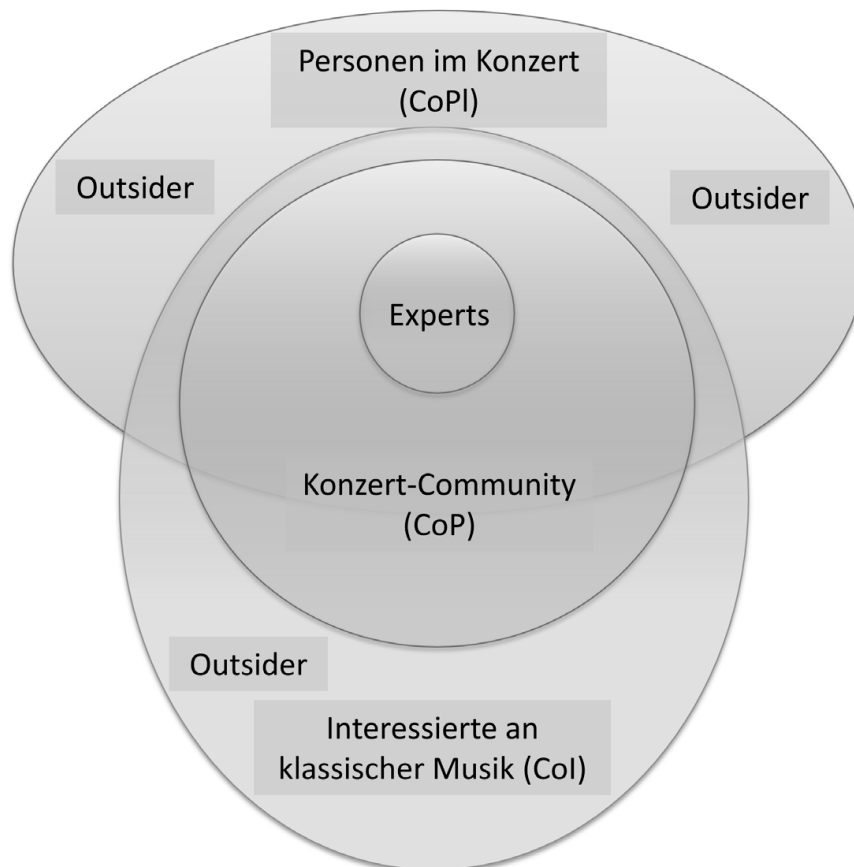 Personen im Konzert
(CoPl)
Outsider
Outsider
Experts
Konzert-Community
(CoP)
Outsider
Interessierte an
klassischer Musik (CoI)